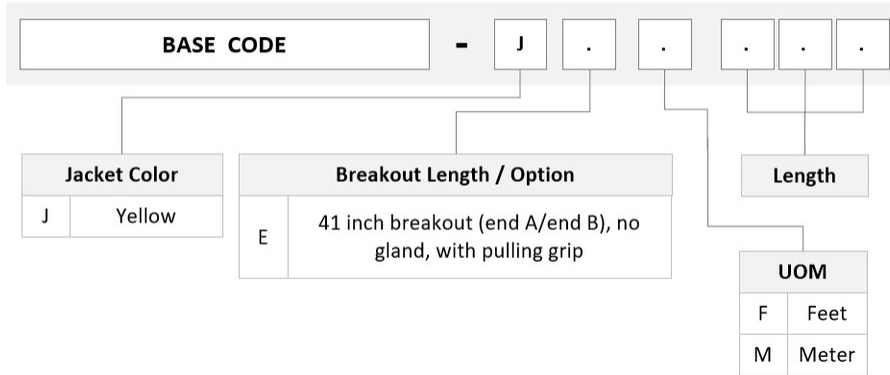 BASE CODE - J . . . . .
Jacket Color
J Yellow
Breakout Length / Option
E 41 inch breakout (end A/end B), no
gland, with pulling grip
Length
UOM
F Feet
M Meter